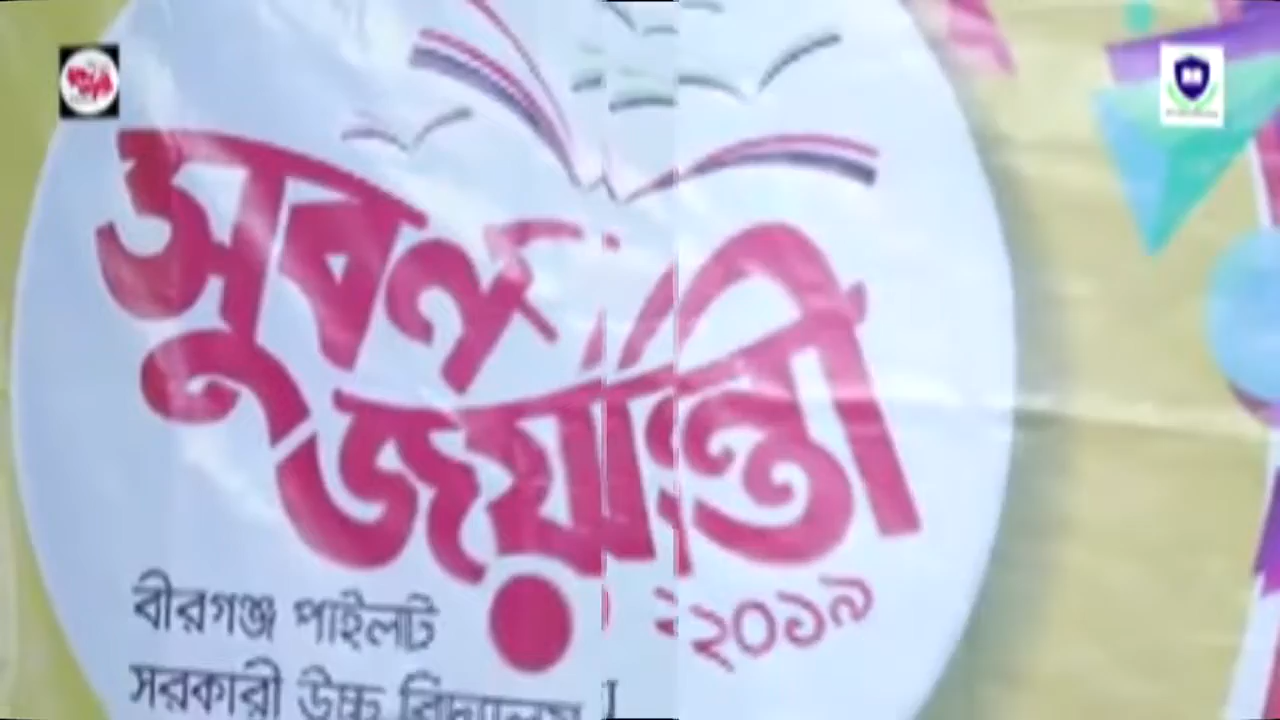 সুবর্ণ
জয়ন্তী
২০১৯
বীরগঞ্জ পাইলট
সরকারী উচ্চ বিদ্যালয়